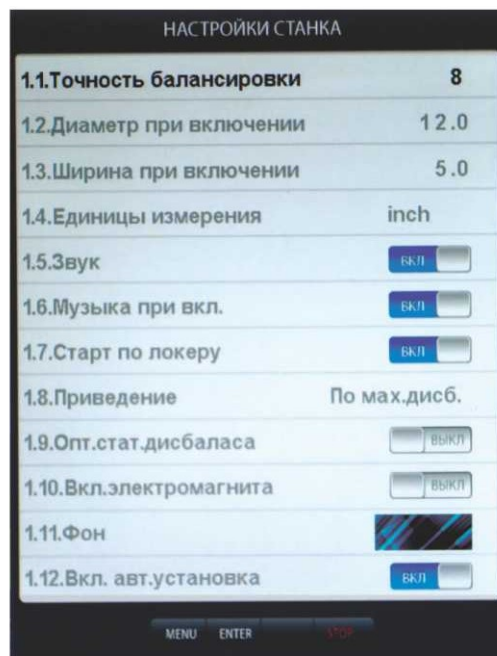 НАСТРОЙКИ СТАНКА
1.1.Точность балансировки 8
1.2.Диаметр при включении 12.0
1.3.Ширина при включении 5.0
1.4.Единицы измерения inch
1.5.Звук ВКЛ
1.6.Музыка при вкл. ВКЛ
1.7.Старт по локеру ВКЛ
1.8.Приведение По мах.дисб.
1.9.Опт.стат.дисбаласа ВЫКЛ
1.10.Вкл.электромагнита ВЫКЛ
1.11.Фон
1.12.Вкл. авт.установка ВКЛ
MENU ENTER STOP